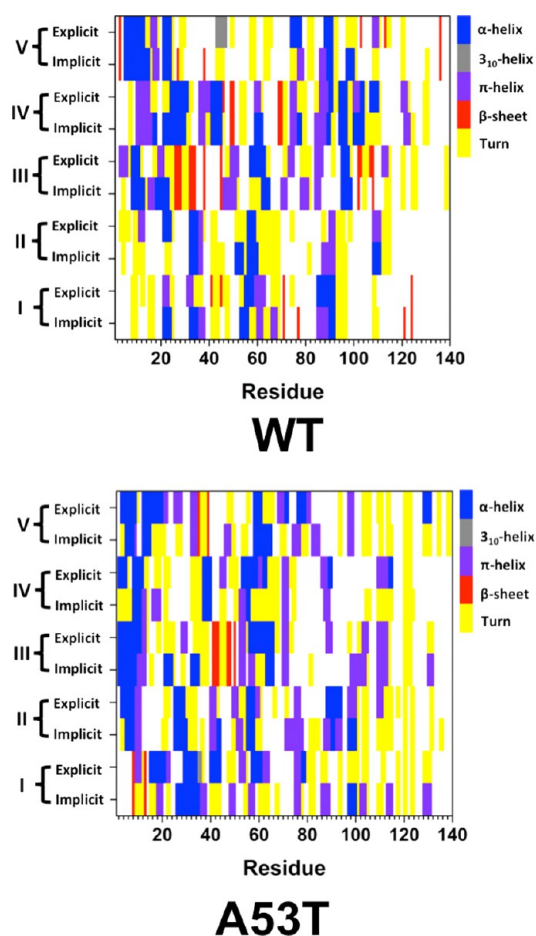 V
Explicit
Implicit
IV
Explicit
Implicit
III
Explicit
Implicit
II
Explicit
Implicit
I
Explicit
Implicit
α-helix
3₁₀-helix
π-helix
β-sheet
Turn
20 40 60 80 100 120 140
Residue
WT
V
Explicit
Implicit
IV
Explicit
Implicit
III
Explicit
Implicit
II
Explicit
Implicit
I
Explicit
Implicit
α-helix
3₁₀-helix
π-helix
β-sheet
Turn
20 40 60 80 100 120 140
Residue
A53T